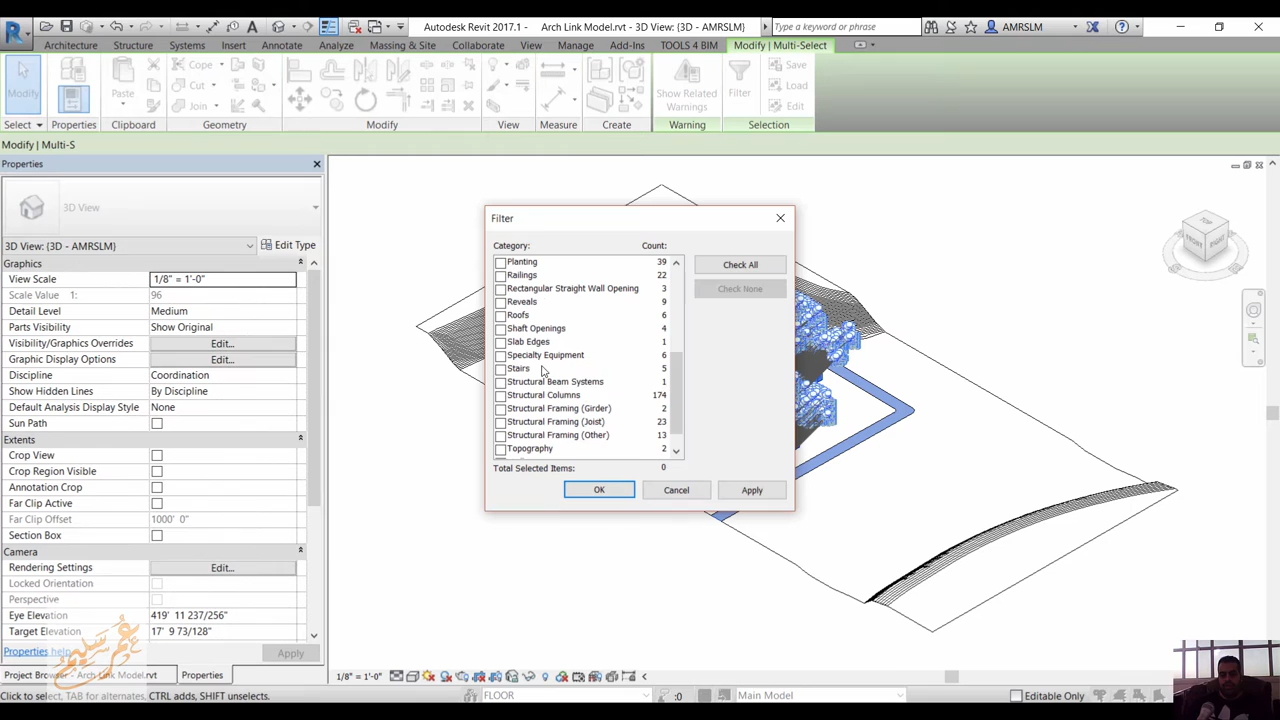 Autodesk Revit 2017.1 - Arch Link Model.rvt - 3D View: {3D - AMRSLM}
Type a keyword or phrase
AMRSLM
Architecture Structure Systems Insert Annotate Analyze Massing & Site Collaborate View Manage Add-Ins TOOLS 4 BIM Modify | Multi-Select
Modify
Paste
Cope
Cut
Join
Show Related Warnings
Filter
Save
Load
Edit
Select Properties Clipboard Geometry Modify View Measure Create Warning Selection
Modify | Multi-S
Properties
3D View
3D View: {3D - AMRSLM} Edit Type
Graphics
View Scale 1/8" = 1'-0"
Scale Value 1: 96
Detail Level Medium
Parts Visibility Show Original
Visibility/Graphics Overrides Edit...
Graphic Display Options Edit...
Discipline Coordination
Show Hidden Lines By Discipline
Default Analysis Display Style None
Sun Path
Extents
Crop View
Crop Region Visible
Annotation Crop
Far Clip Active
Far Clip Offset 1000' 0"
Section Box
Camera
Rendering Settings Edit...
Locked Orientation
Perspective
Eye Elevation 419' 11 237/256"
Target Elevation 17' 9 73/128"
Properties help Apply
Project Browser - Arch Link Model.rvt Properties
Filter
Category: Count:
Planting 39
Railings 22
Rectangular Straight Wall Opening 3
Reveals 9
Roofs 6
Shaft Openings 4
Slab Edges 1
Specialty Equipment 6
Stairs 5
Structural Beam Systems 1
Structural Columns 174
Structural Framing (Girder) 2
Structural Framing (Joist) 23
Structural Framing (Other) 13
Topography 2
Total Selected Items: 0
Check All
Check None
OK Cancel Apply
TOP
FRONT
RIGHT
1/8" = 1'-0"
Click to select, TAB for alternates, CTRL adds, SHIFT unselects.
FLOOR
:0
Main Model
Editable Only